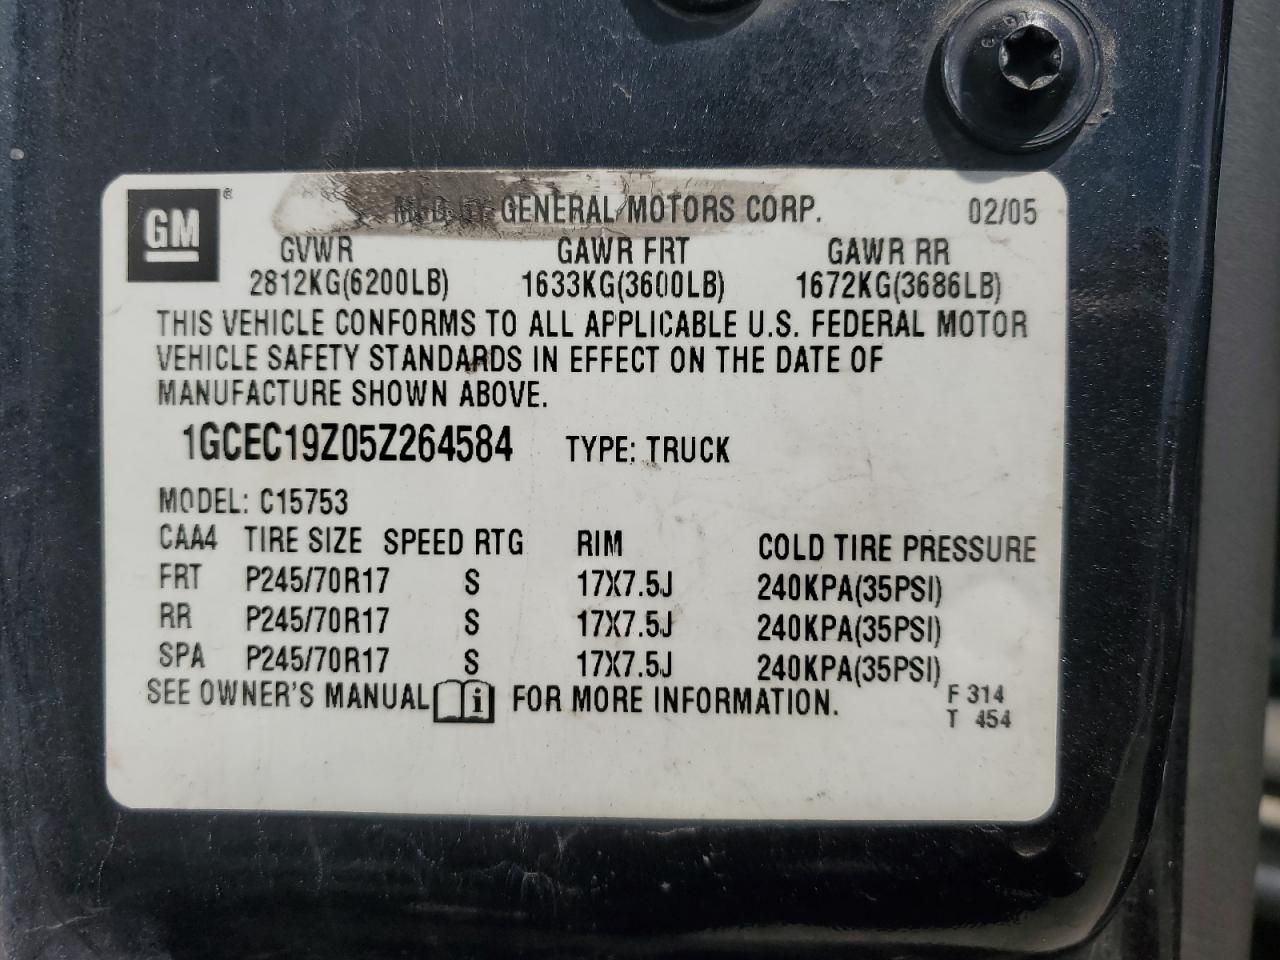 GM ® MFD BY GENERAL MOTORS CORP. 02/05
GVWR GAWR FRT GAWR RR
2812KG(6200LB) 1633KG(3600LB) 1672KG(3686LB)
THIS VEHICLE CONFORMS TO ALL APPLICABLE U.S. FEDERAL MOTOR
VEHICLE SAFETY STANDARDS IN EFFECT ON THE DATE OF
MANUFACTURE SHOWN ABOVE.
1GCEC19Z05Z264584 TYPE: TRUCK
MODEL: C15753
CAA4 TIRE SIZE SPEED RTG RIM COLD TIRE PRESSURE
FRT P245/70R17 S 17X7.5J 240KPA(35PSI)
RR P245/70R17 S 17X7.5J 240KPA(35PSI)
SPA P245/70R17 S 17X7.5J 240KPA(35PSI)
SEE OWNER'S MANUAL i FOR MORE INFORMATION.
F 314
T 454